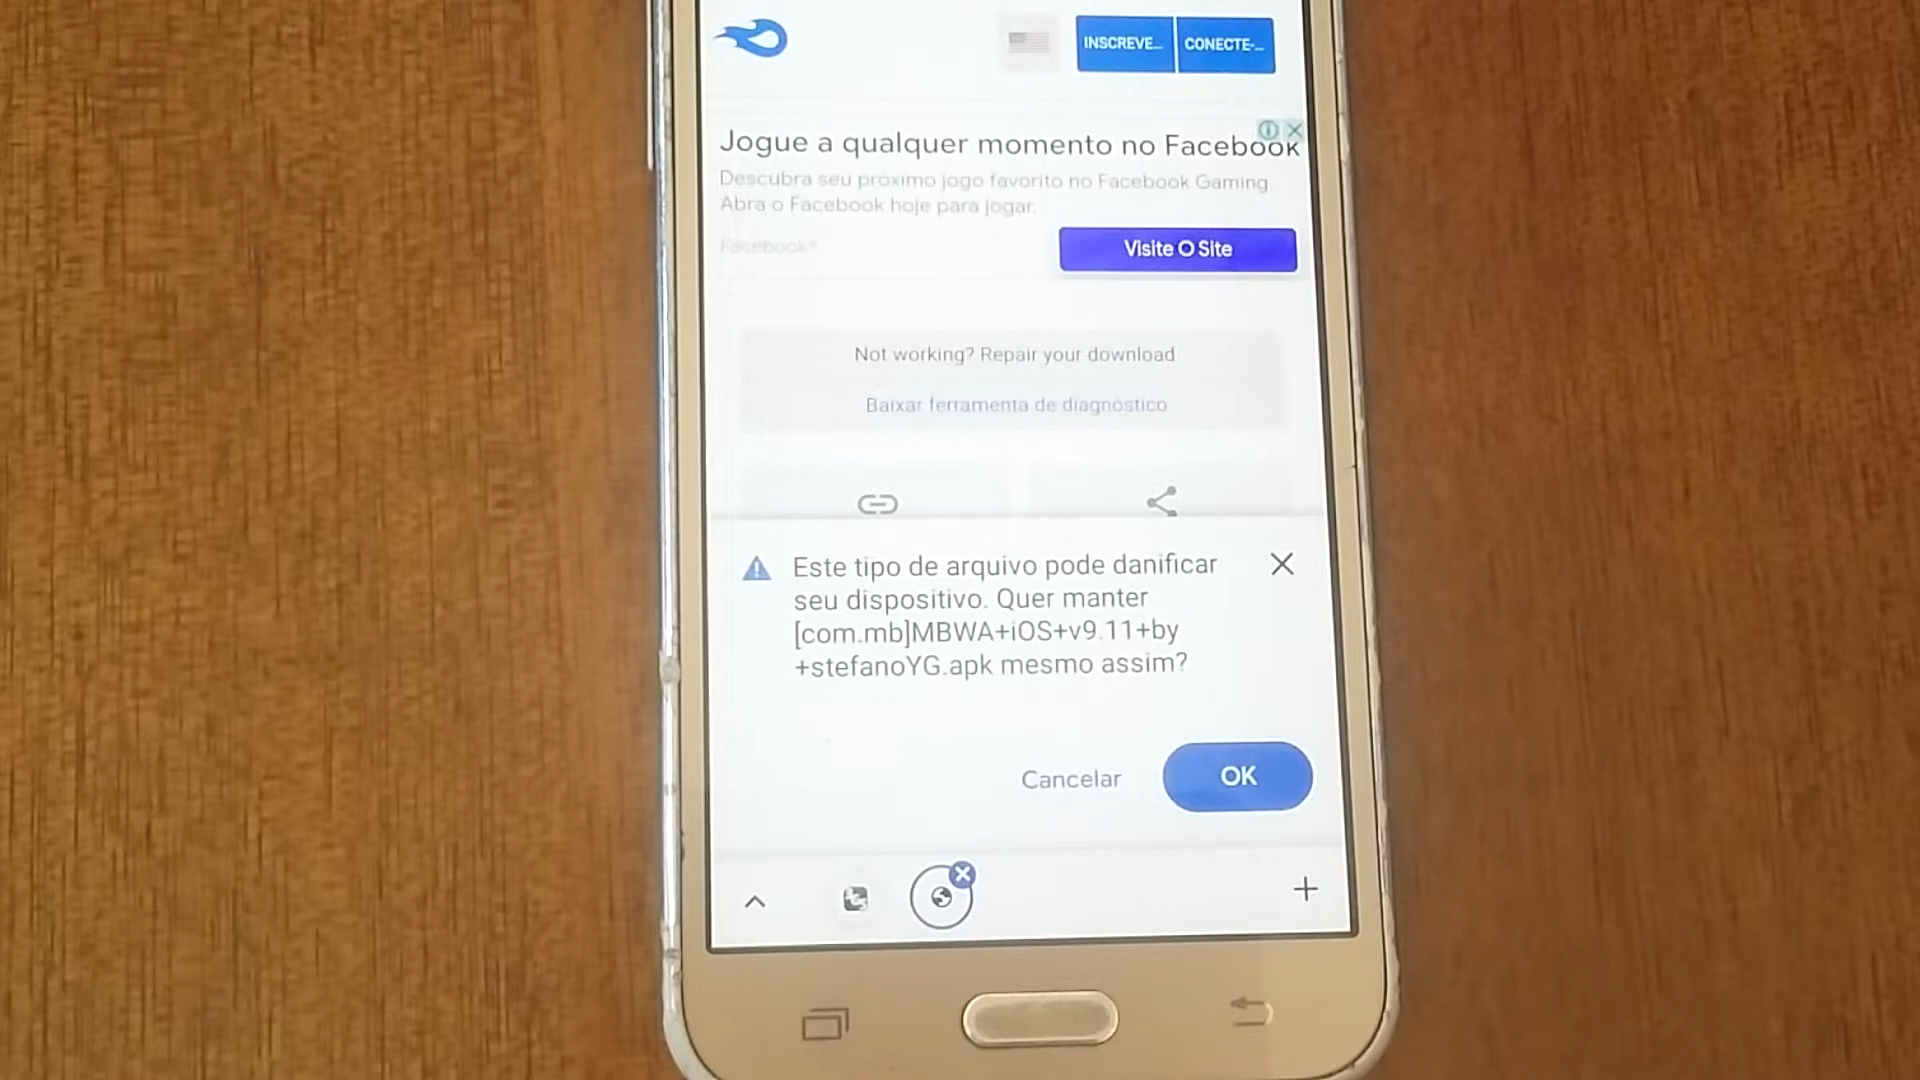 INSCREVE...
CONECTE-...
Jogue a qualquer momento no Facebook
Descubra seu próximo jogo favorito no Facebook Gaming.
Abra o Facebook hoje para jogar.
Facebook®
Visite O Site
Not working? Repair your download
Baixar ferramenta de diagnóstico
Este tipo de arquivo pode danificar
seu dispositivo. Quer manter
[com.mb]MBWA+iOS+v9.11+by
+stefanoYG.apk mesmo assim?
Cancelar
OK